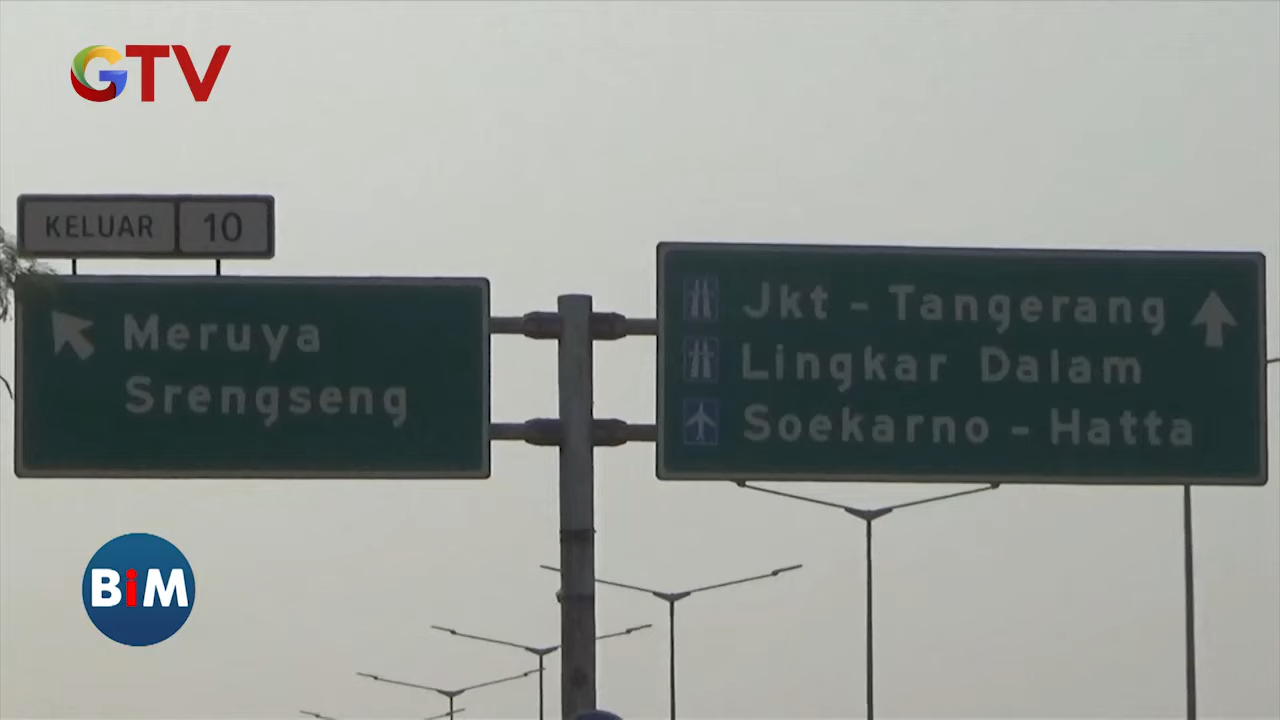 GTV
KELUAR 10
Meruya
Srengseng
Jkt - Tangerang
Lingkar Dalam
Soekarno - Hatta
BiM